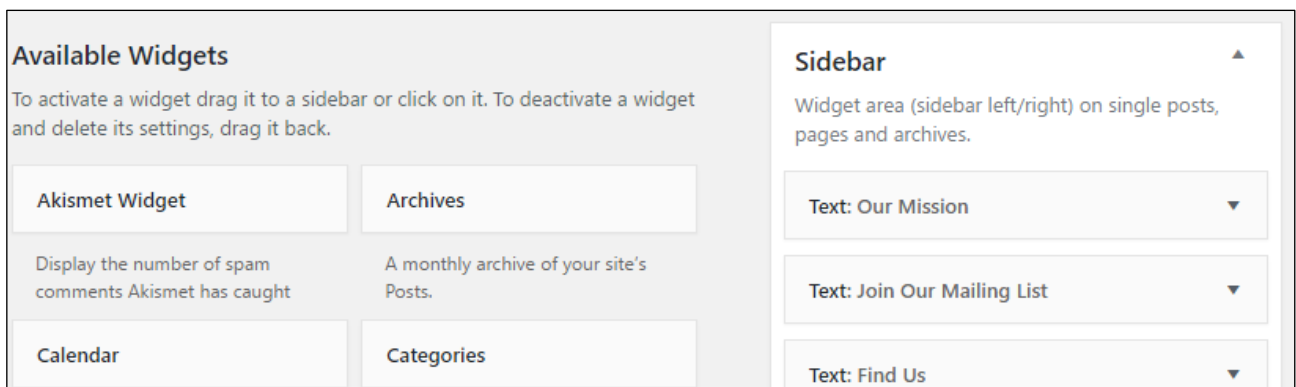 Available Widgets
To activate a widget drag it to a sidebar or click on it. To deactivate a widget
and delete its settings, drag it back.
Akismet Widget
Archives
Display the number of spam
comments Akismet has caught
A monthly archive of your site's
Posts.
Calendar
Categories
Sidebar
Widget area (sidebar left/right) on single posts,
pages and archives.
Text: Our Mission
Text: Join Our Mailing List
Text: Find Us